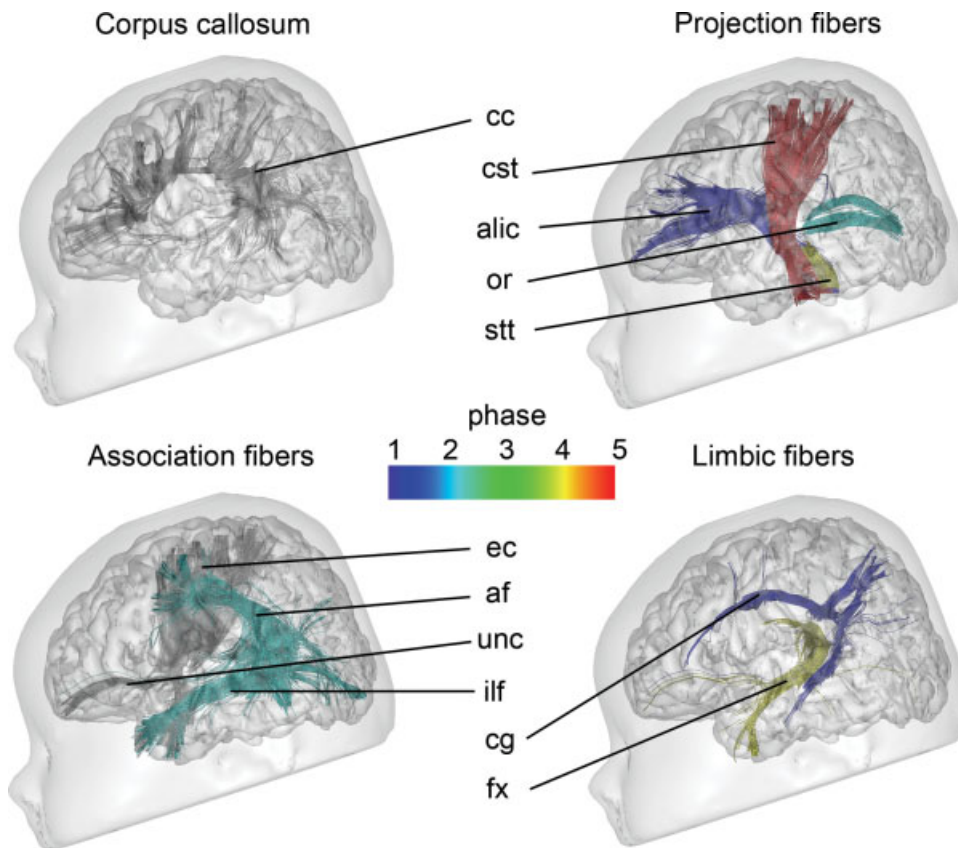 Corpus callosum
Projection fibers
cc
cst
alic
or
stt
phase
1 2 3 4 5
Association fibers
Limbic fibers
ec
af
unc
ilf
cg
fx